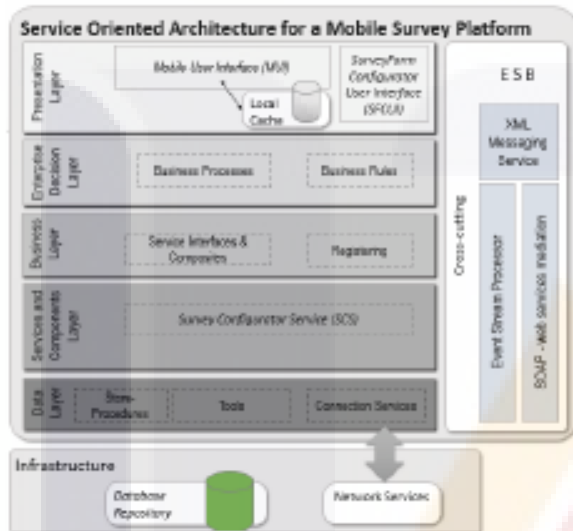 Service Oriented Architecture for a Mobile Survey Platform
Presentation
Layer
Mobile User Interface (MUI)
Local
Cache
SurveyForm
Configurator
User Interface
(SFCUI)
Enterprise
Decision
Layer
Business Processes
Business Rules
Business
Layer
Service Interfaces &
Composites
Registering
Services and
Components
Layer
Survey Configurator Service (SCS)
Data
Layer
Store-
Procedures
Tools
Connection Services
Cross-cutting
ESB
XML
Messaging
Service
Event Stream Processor
SOAP - web services mediation
Infrastructure
Database
Repository
Network Services